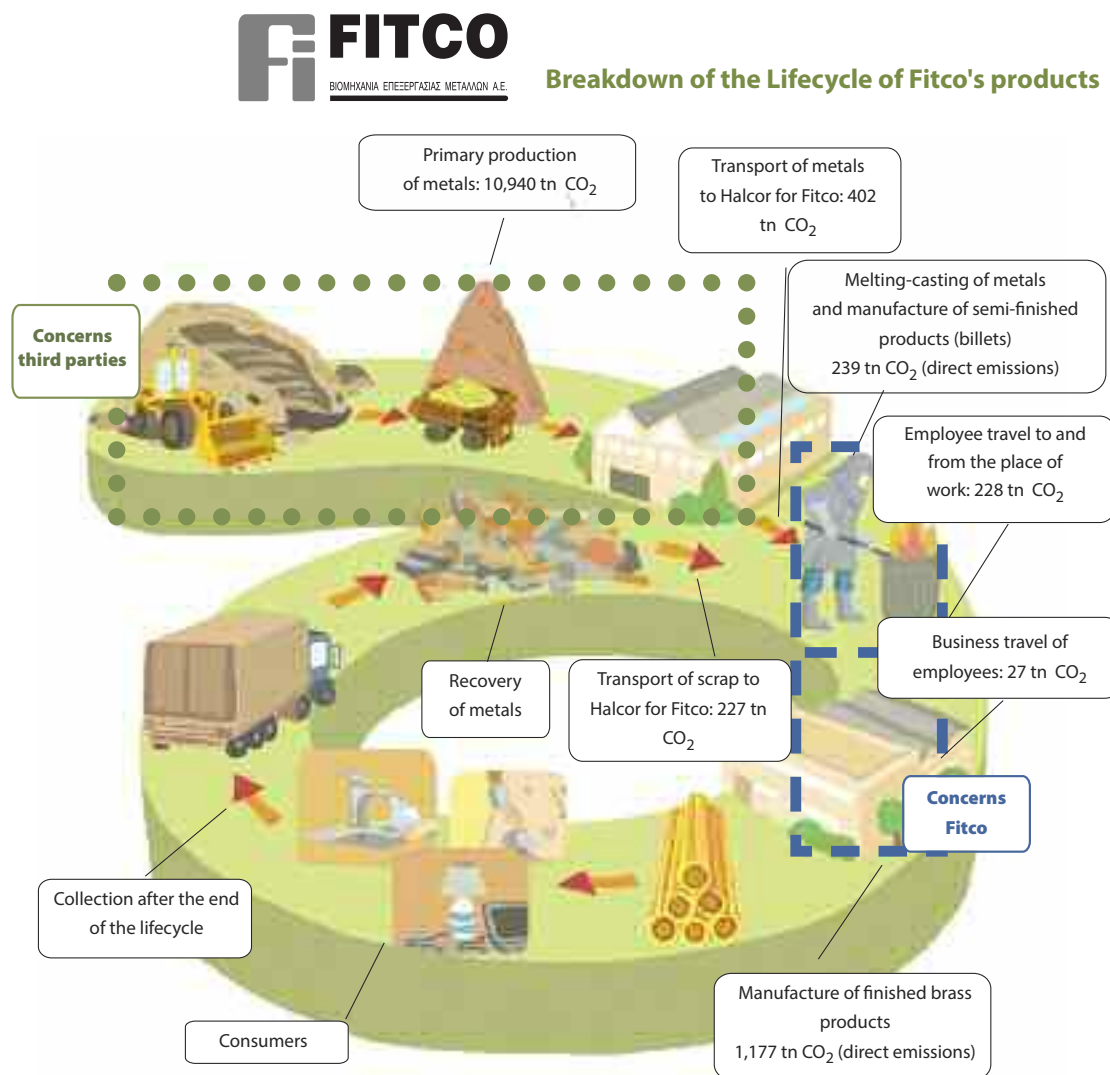 Fi FITCO
ΒΙΟΜΗΧΑΝΙΑ ΕΠΕΞΕΡΓΑΣΙΑΣ ΜΕΤΑΛΛΩΝ Α.Ε.
Breakdown of the Lifecycle of Fitco's products
Primary production
of metals: 10,940 tn CO2
Transport of metals
to Halcor for Fitco: 402
tn CO2
Melting-casting of metals
and manufacture of semi-finished
products (billets)
239 tn CO2 (direct emissions)
Concerns
third parties
Employee travel to and
from the place of
work: 228 tn CO2
Business travel of
employees: 27 tn CO2
Recovery
of metals
Transport of scrap to
Halcor for Fitco: 227 tn
CO2
Concerns
Fitco
Collection after the end
of the lifecycle
Manufacture of finished brass
products
1,177 tn CO2 (direct emissions)
Consumers